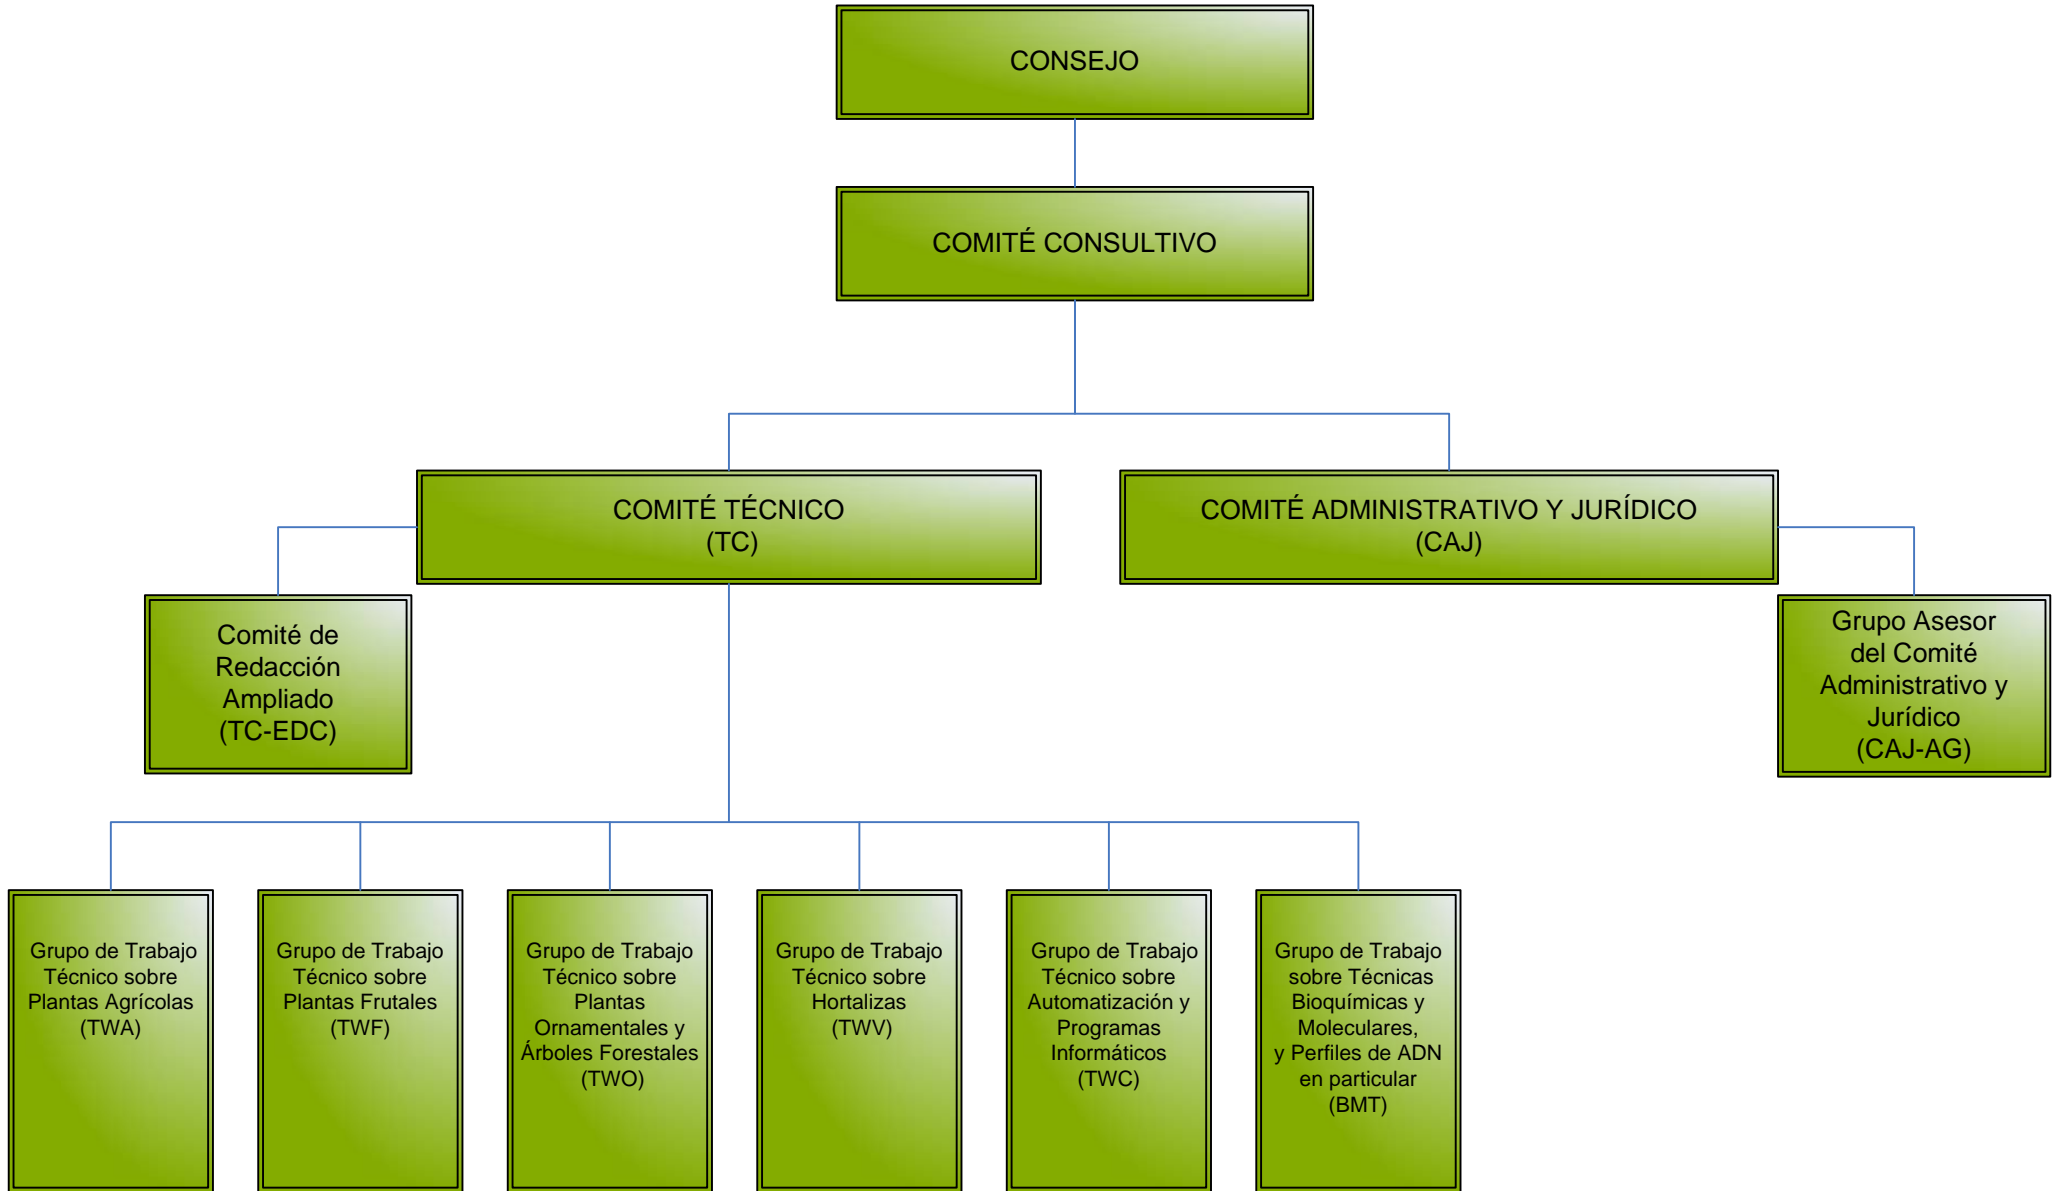 CONSEJO
COMITÉ CONSULTIVO
COMITÉ TÉCNICO
(TC)
COMITÉ ADMINISTRATIVO Y JURÍDICO
(CAJ)
Comité de
Redacción
Ampliado
(TC-EDC)
Grupo Asesor
del Comité
Administrativo y
Jurídico
(CAJ-AG)
Grupo de Trabajo
Técnico sobre
Plantas Agrícolas
(TWA)
Grupo de Trabajo
Técnico sobre
Plantas Frutales
(TWF)
Grupo de Trabajo
Técnico sobre
Plantas
Ornamentales y
Árboles Forestales
(TWO)
Grupo de Trabajo
Técnico sobre
Hortalizas
(TWV)
Grupo de Trabajo
Técnico sobre
Automatización y
Programas
Informáticos
(TWC)
Grupo de Trabajo
sobre Técnicas
Bioquímicas y
Moleculares,
y Perfiles de ADN
en particular
(BMT)